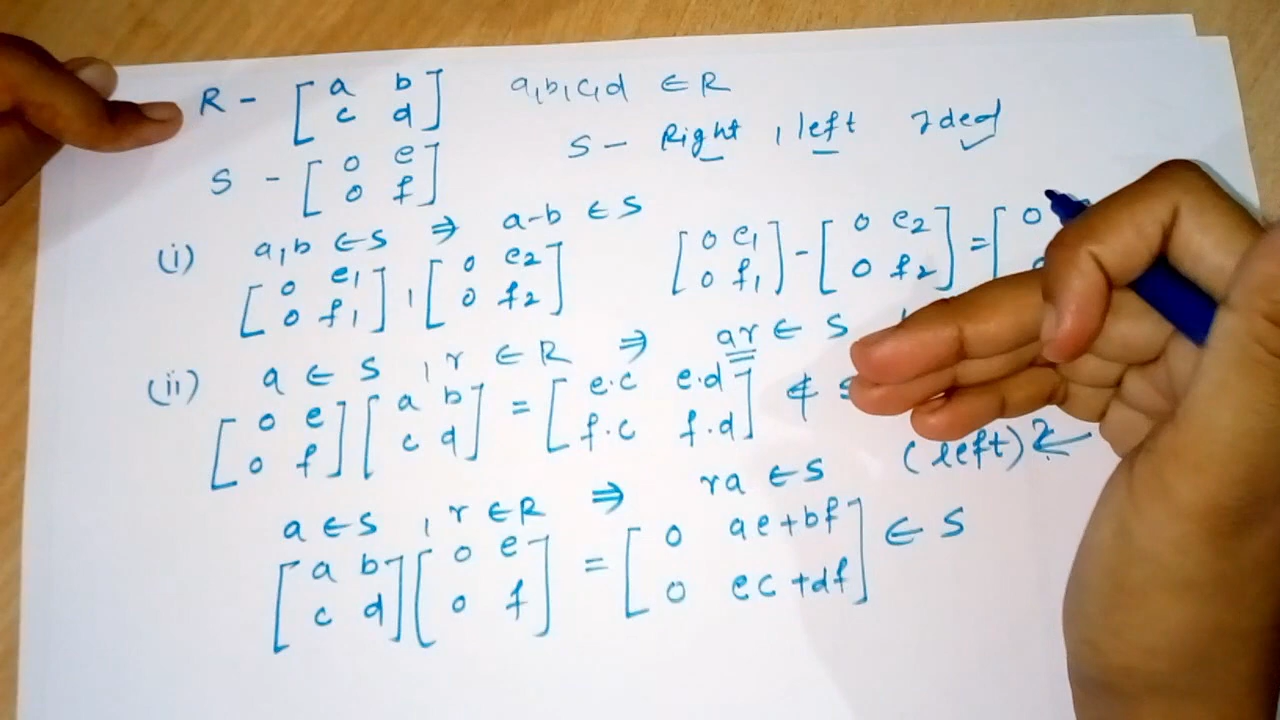 R - [a b; c d] a,b,c,d ∈ R
S - Right, left Ideal
S - [0 e; 0 f]
(i) a,b ∈ S ⇒ a-b ∈ S
[0 e₁; 0 f₁], [0 e₂; 0 f₂] [0 e₁; 0 f₁] - [0 e₂; 0 f₂] = [0
(ii) a ∈ S, r ∈ R ⇒ ar ∈ S
[0 e; 0 f] [a b; c d] = [e.c e.d; f.c f.d] ∉ S
(left)
a ∈ S, r ∈ R ⇒ ra ∈ S
[a b; c d] [0 e; 0 f] = [0 ae+bf; 0 ec+df] ∈ S